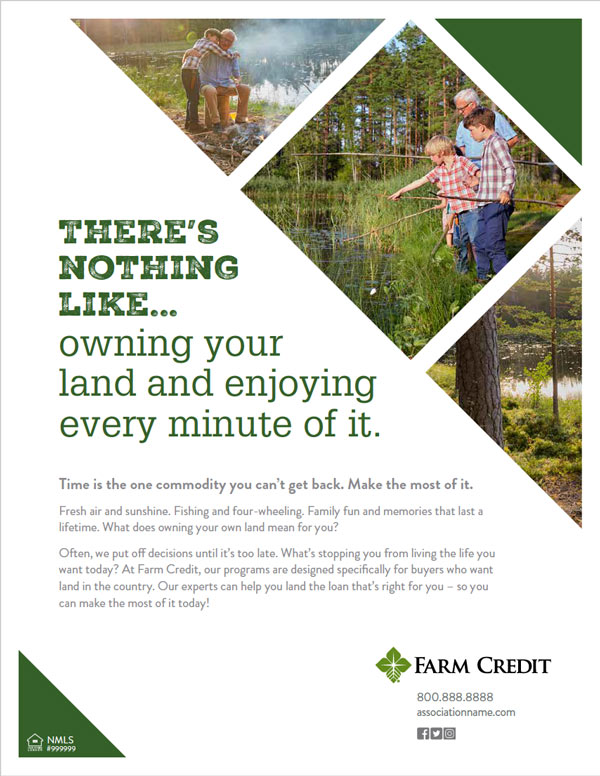 THERE'S
NOTHING
LIKE...
owning your
land and enjoying
every minute of it.
Time is the one commodity you can't get back. Make the most of it.
Fresh air and sunshine. Fishing and four-wheeling. Family fun and memories that last a
lifetime. What does owning your own land mean for you?
Often, we put off decisions until it's too late. What's stopping you from living the life you
want today? At Farm Credit, our programs are designed specifically for buyers who want
land in the country. Our experts can help you land the loan that's right for you – so you
can make the most of it today!
FARM CREDIT
800.888.8888
associationname.com
NMLS
#999999